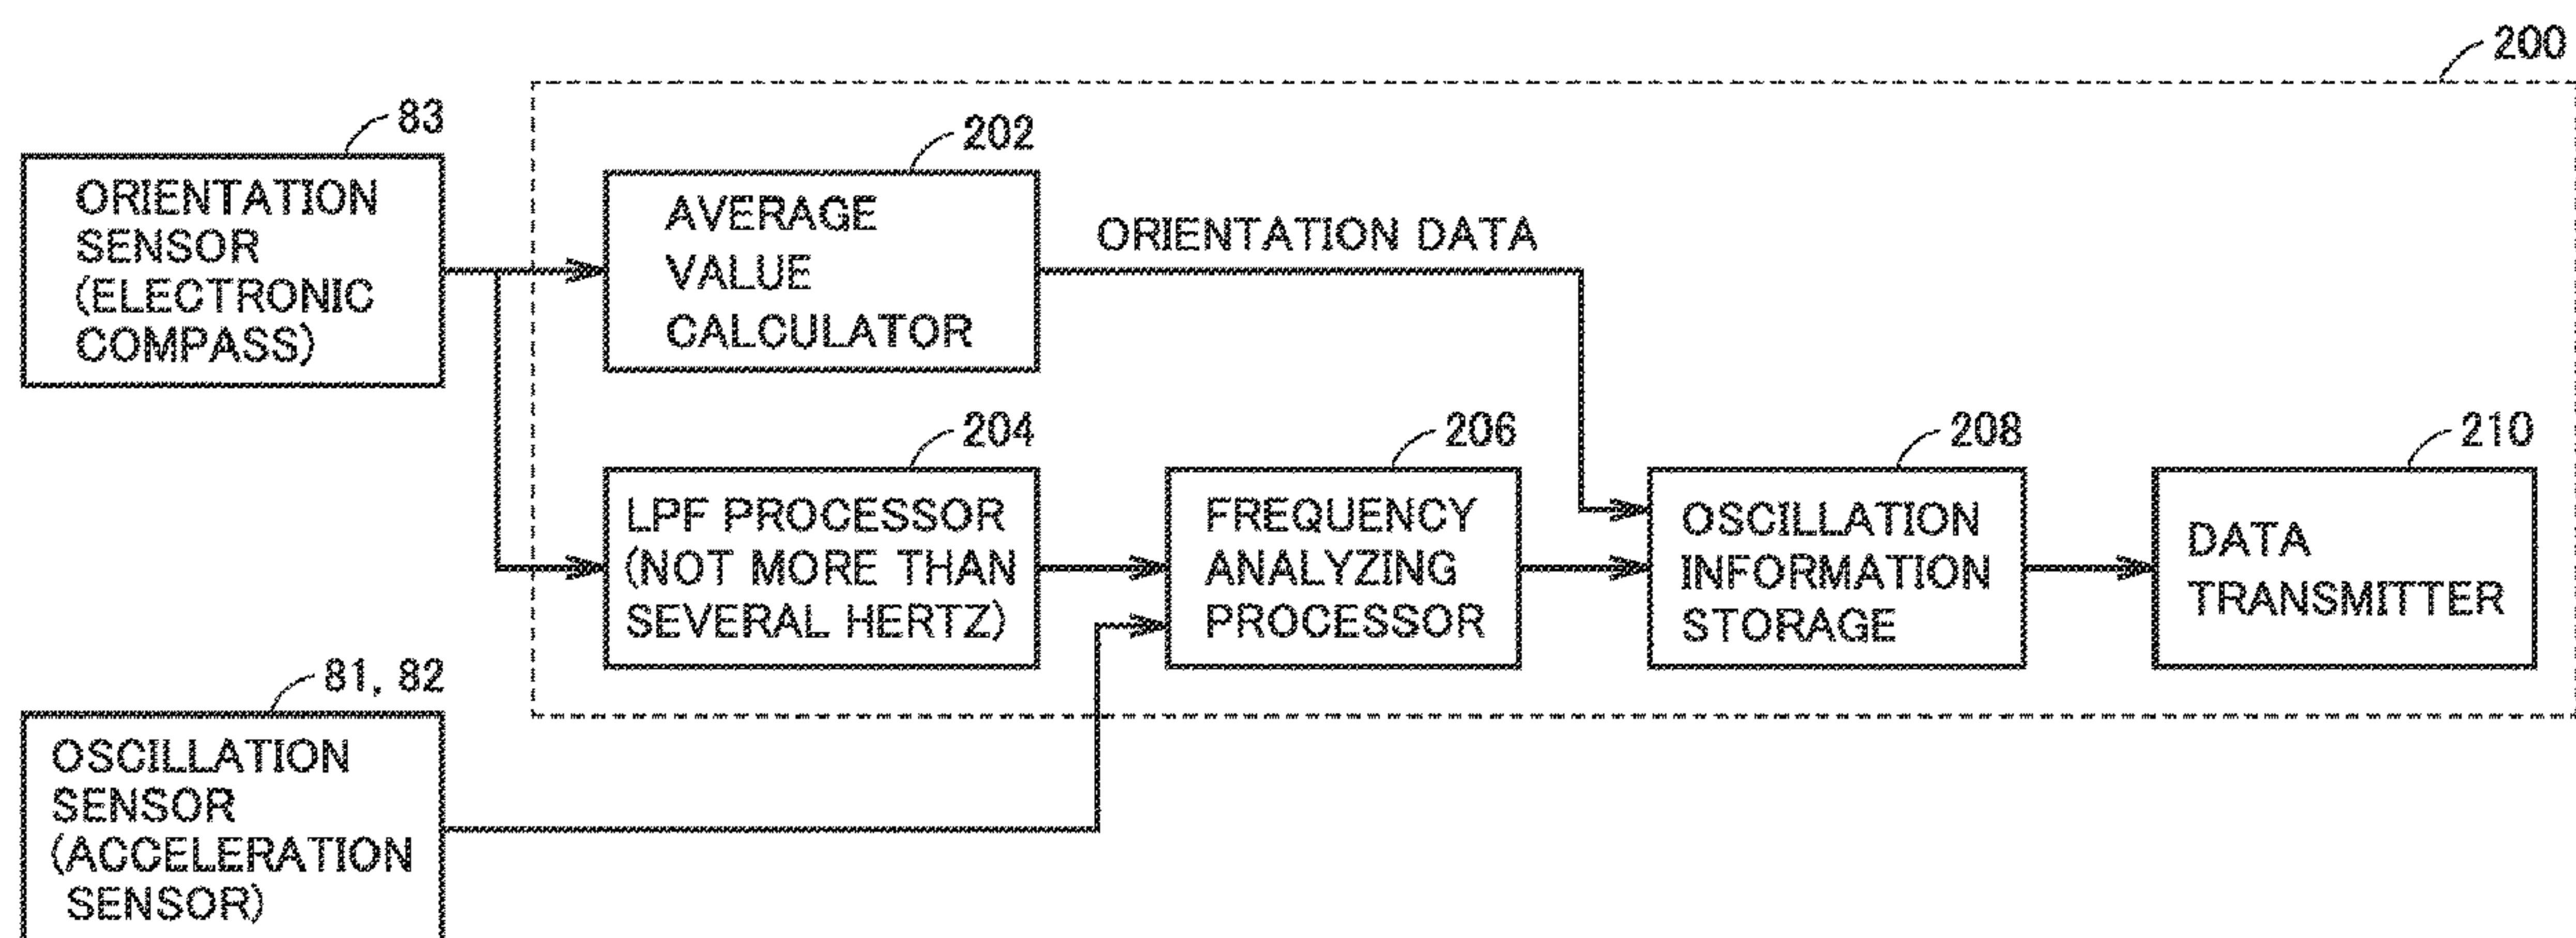 200
83
ORIENTATION
SENSOR
(ELECTRONIC
COMPASS)
202
AVERAGE
VALUE
CALCULATOR
ORIENTATION DATA
204
LPF PROCESSOR
(NOT MORE THAN
SEVERAL HERTZ)
206
FREQUENCY
ANALYZING
PROCESSOR
208
OSCILLATION
INFORMATION
STORAGE
210
DATA
TRANSMITTER
81, 82
OSCILLATION
SENSOR
(ACCELERATION
SENSOR)